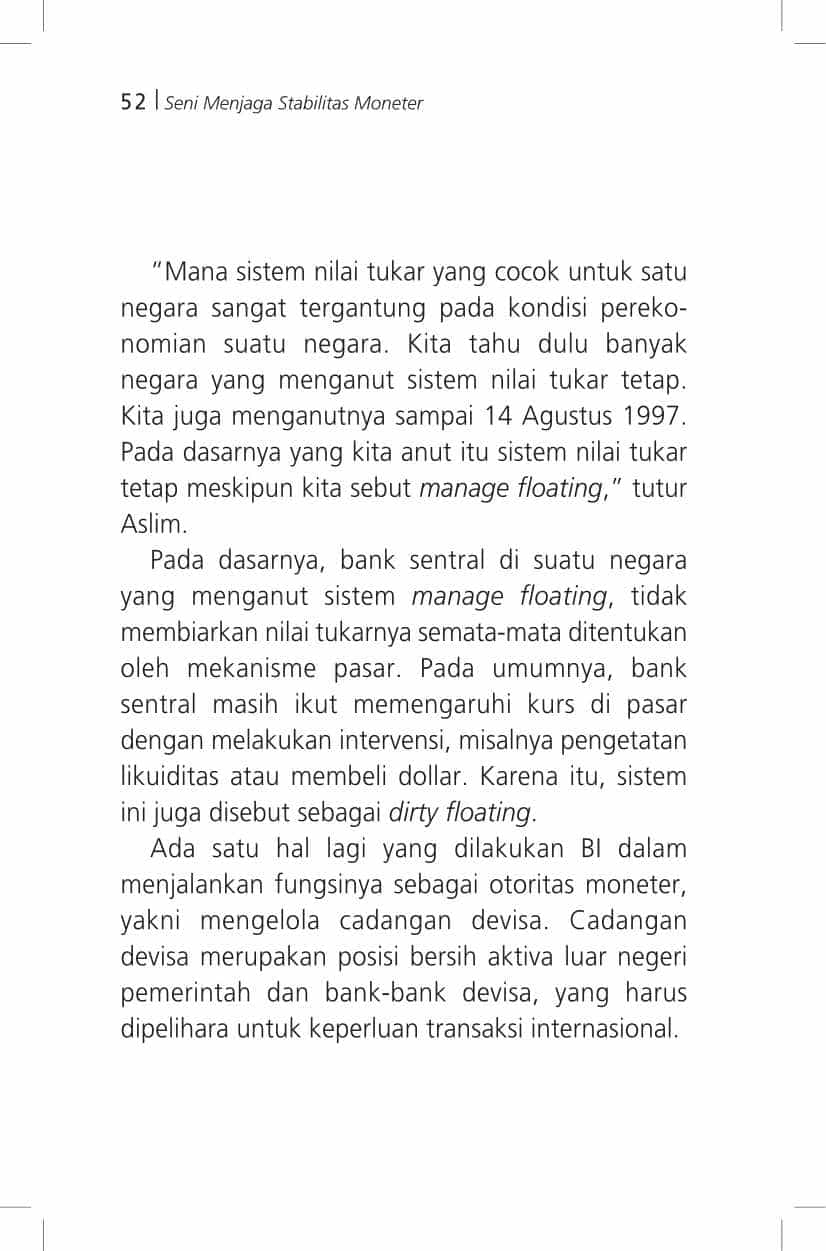 52 | Seni Menjaga Stabilitas Moneter
“Mana sistem nilai tukar yang cocok untuk satu
negara sangat tergantung pada kondisi pereko-
nomian suatu negara. Kita tahu dulu banyak
negara yang menganut sistem nilai tukar tetap.
Kita juga menganutnya sampai 14 Agustus 1997.
Pada dasarnya yang kita anut itu sistem nilai tukar
tetap meskipun kita sebut manage floating,” tutur
Aslim.
Pada dasarnya, bank sentral di suatu negara
yang menganut sistem manage floating, tidak
membiarkan nilai tukarnya semata-mata ditentukan
oleh mekanisme pasar. Pada umumnya, bank
sentral masih ikut memengaruhi kurs di pasar
dengan melakukan intervensi, misalnya pengetatan
likuiditas atau membeli dollar. Karena itu, sistem
ini juga disebut sebagai dirty floating.
Ada satu hal lagi yang dilakukan BI dalam
menjalankan fungsinya sebagai otoritas moneter,
yakni mengelola cadangan devisa. Cadangan
devisa merupakan posisi bersih aktiva luar negeri
pemerintah dan bank-bank devisa, yang harus
dipelihara untuk keperluan transaksi internasional.